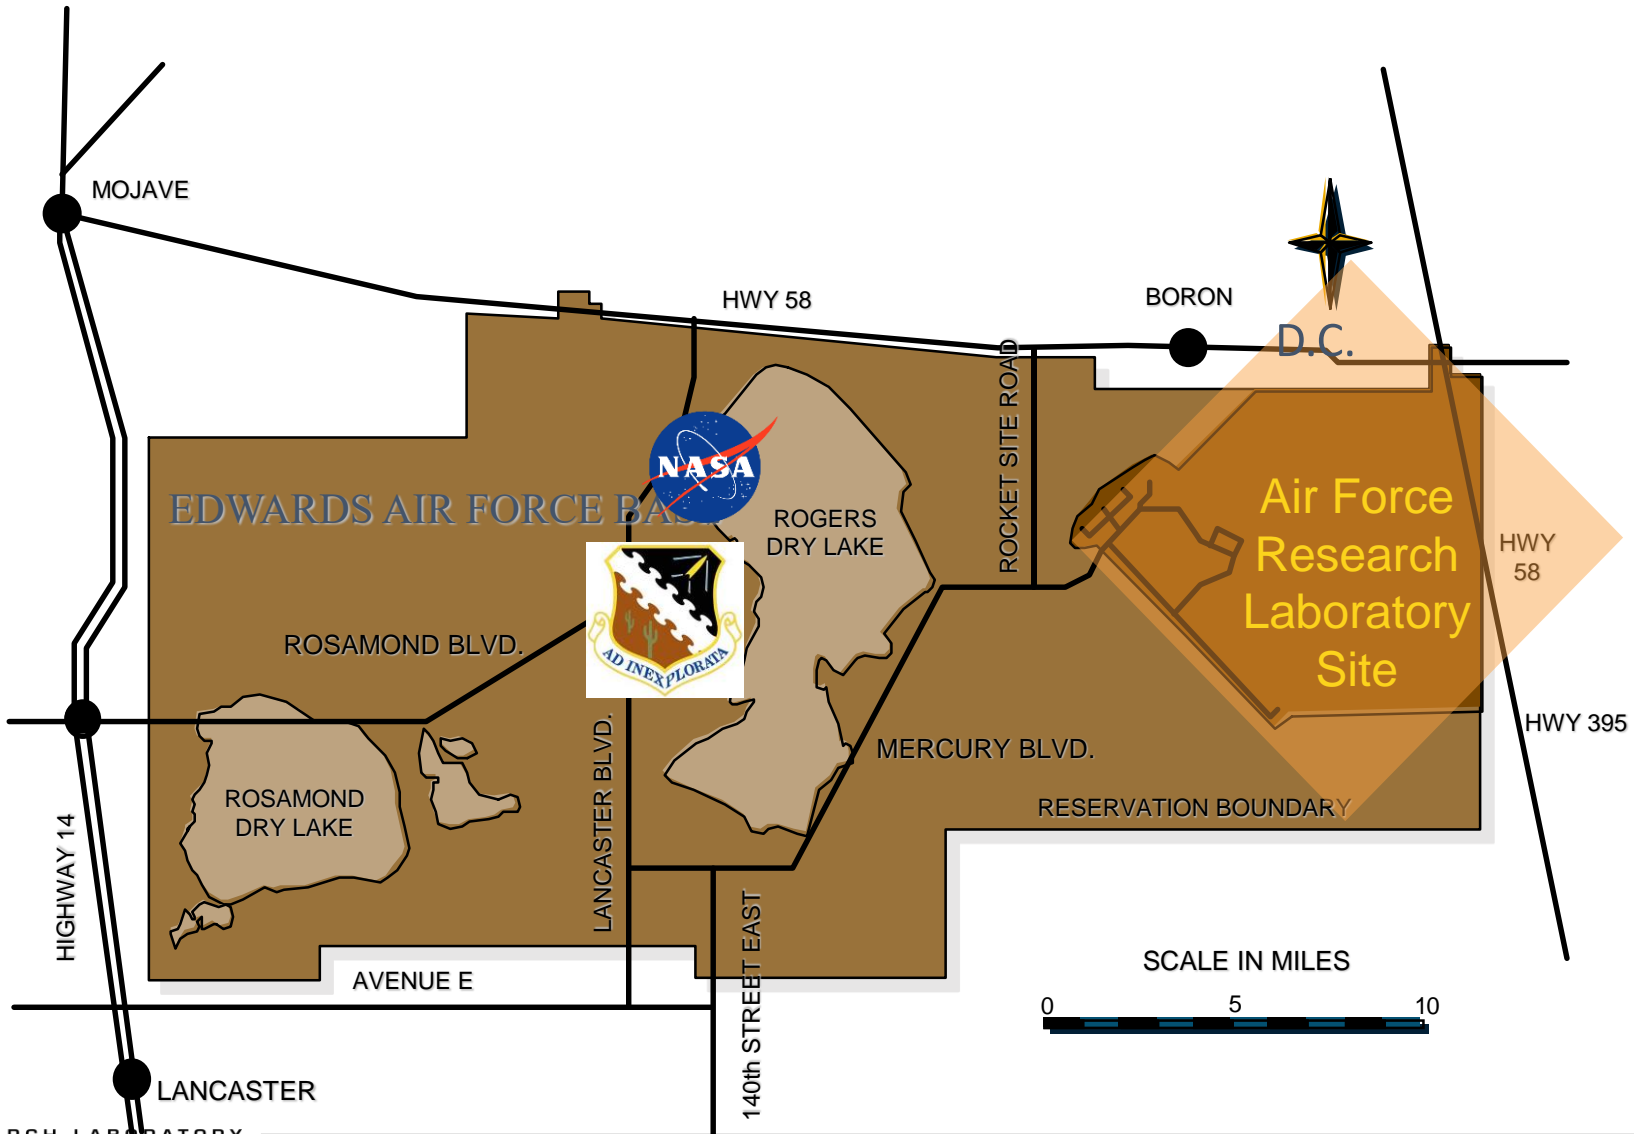 MOJAVE
HWY 58
BORON
D.C.
ROCKET SITE ROAD
NASA
EDWARDS AIR FORCE BASE
ROGERS
DRY LAKE
Air Force
Research
Laboratory
Site
HWY
58
AD INEXPLORATA
ROSAMOND BLVD.
HWY 395
MERCURY BLVD.
LANCASTER BLVD.
ROSAMOND
DRY LAKE
RESERVATION BOUNDARY
HIGHWAY 14
140th STREET EAST
AVENUE E
SCALE IN MILES
0 5 10
LANCASTER
LABORATORY